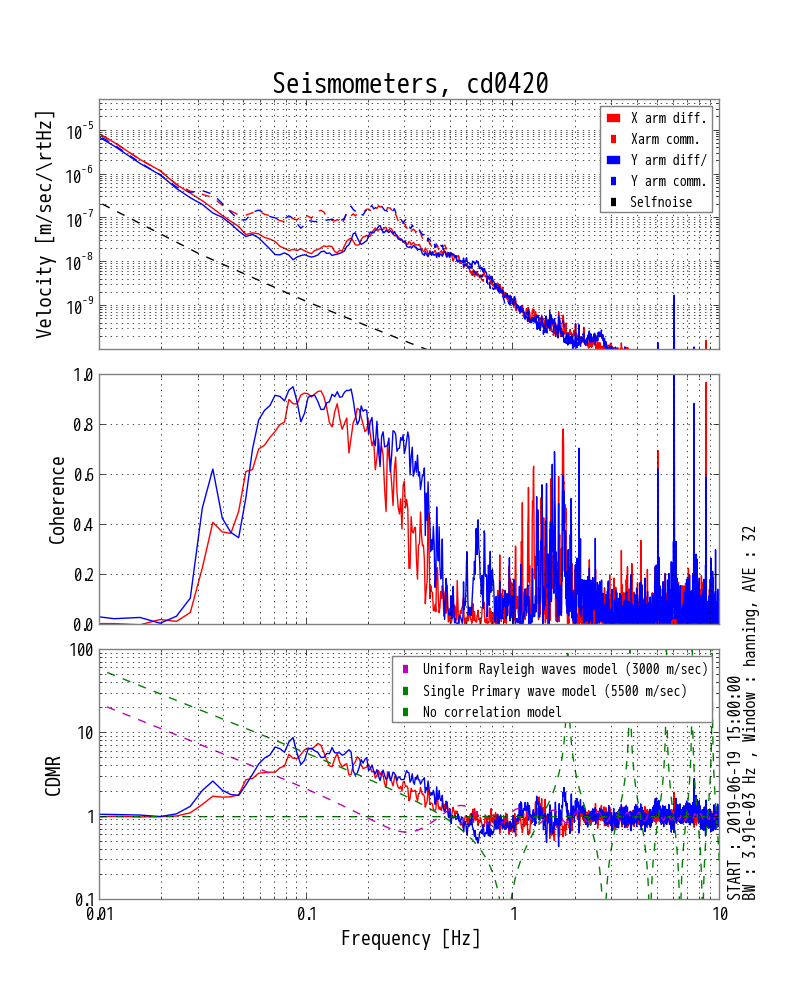 Seismometers, cd0420
Velocity [m/sec/\rtHz]
10^-5
10^-6
10^-7
10^-8
10^-9
X arm diff.
Xarm comm.
Y arm diff/
Y arm comm.
Selfnoise
Coherence
1.0
0.8
0.6
0.4
0.2
0.0
CDMR
100
10
1
0.1
Uniform Rayleigh waves model (3000 m/sec)
Single Primary wave model (5500 m/sec)
No correlation model
0.01
0.1
1
10
Frequency [Hz]
START : 2019-06-19 15:00:00
BW : 3.91e-03 Hz , Window : hanning, AVE : 32